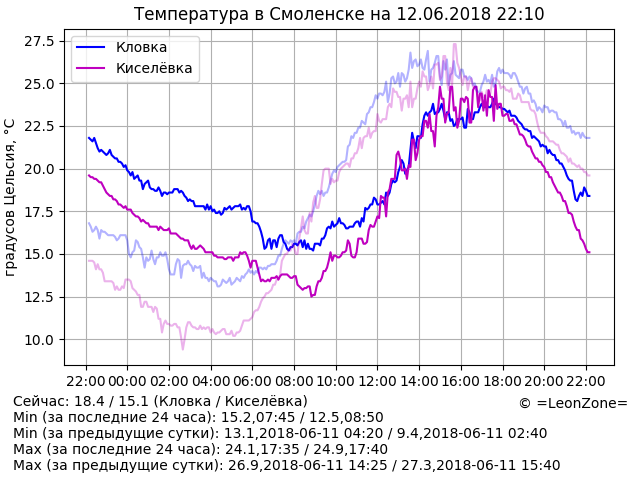 Температура в Смоленске на 12.06.2018 22:10
27.5
25.0
22.5
20.0
17.5
15.0
12.5
10.0
градусов Цельсия, °C
Кловка
Киселёвка
22:00 00:00 02:00 04:00 06:00 08:00 10:00 12:00 14:00 16:00 18:00 20:00 22:00
Сейчас: 18.4 / 15.1 (Кловка / Киселёвка)
© =LeonZone=
Min (за последние 24 часа): 15.2,07:45 / 12.5,08:50
Min (за предыдущие сутки): 13.1,2018-06-11 04:20 / 9.4,2018-06-11 02:40
Max (за последние 24 часа): 24.1,17:35 / 24.9,17:40
Max (за предыдущие сутки): 26.9,2018-06-11 14:25 / 27.3,2018-06-11 15:40